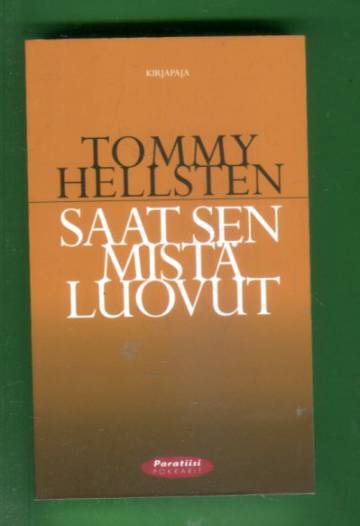 KIRJAPAJA
TOMMY
HELLSTEN
SAAT SEN
MISTÄ
LUOVUT
Paratiisi
POKKARIT